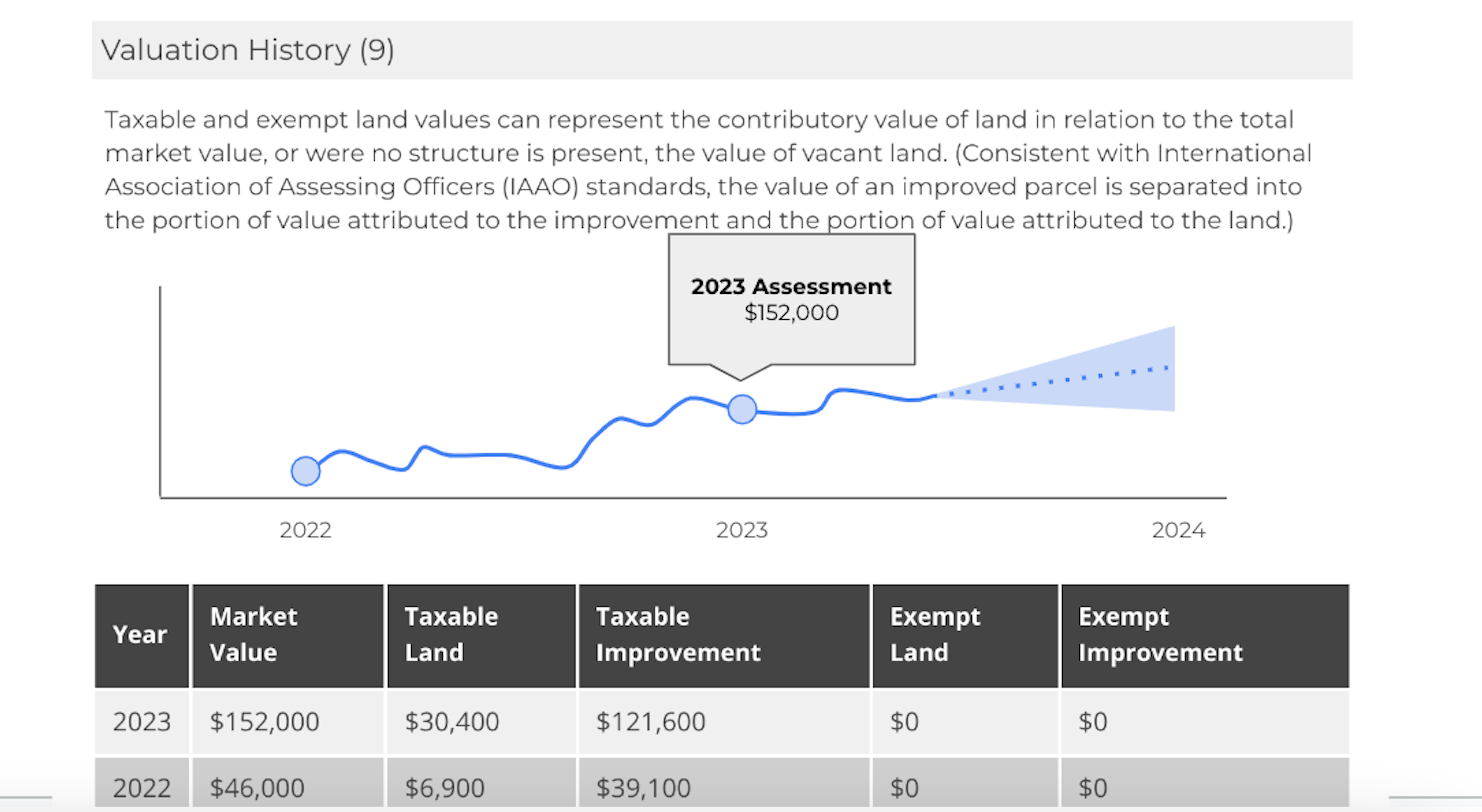 Valuation History (9)
Taxable and exempt land values can represent the contributory value of land in relation to the total
market value, or were no structure is present, the value of vacant land. (Consistent with International
Association of Assessing Officers (IAAO) standards, the value of an improved parcel is separated into
the portion of value attributed to the improvement and the portion of value attributed to the land.)
2023 Assessment
$152,000
2022 2023 2024
Year Market Value Taxable Land Taxable Improvement Exempt Land Exempt Improvement
2023 $152,000 $30,400 $121,600 $0 $0
2022 $46,000 $6,900 $39,100 $0 $0